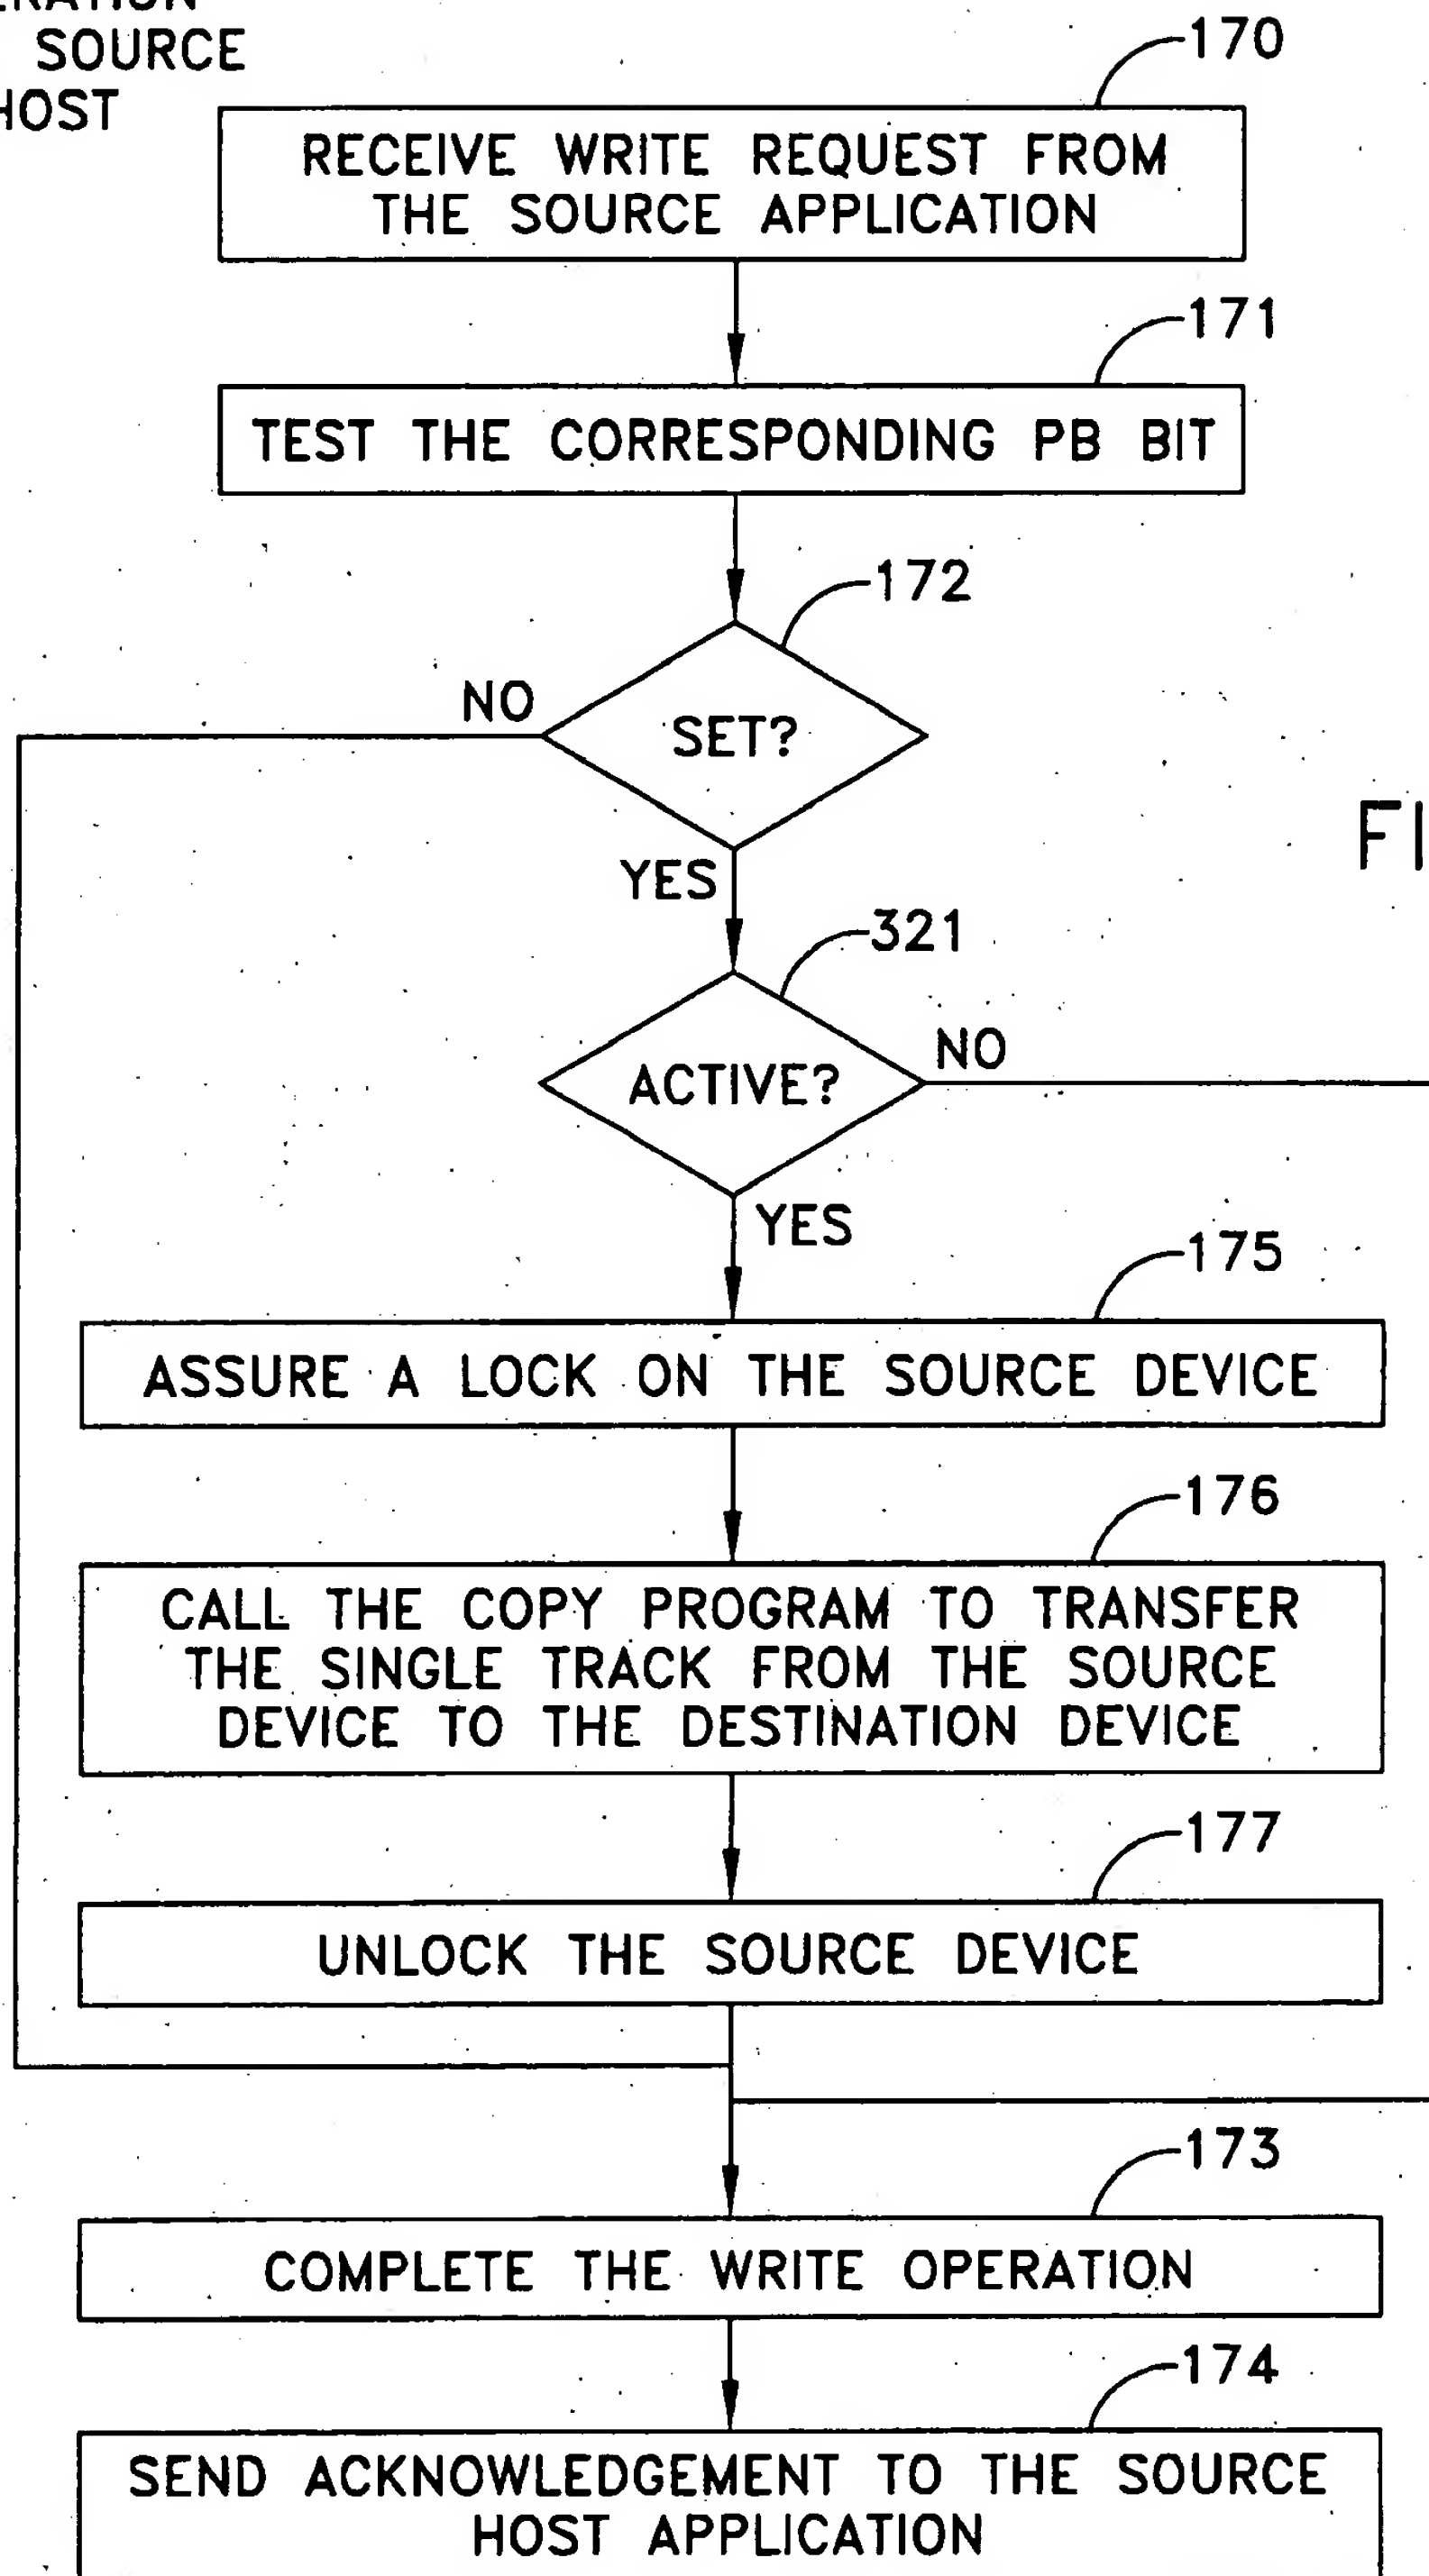 SOURCE
HOST
170
RECEIVE WRITE REQUEST FROM
THE SOURCE APPLICATION
171
TEST THE CORRESPONDING PB BIT
172
NO
SET?
YES
321
NO
ACTIVE?
YES
175
ASSURE A LOCK ON THE SOURCE DEVICE
176
CALL THE COPY PROGRAM TO TRANSFER
THE SINGLE TRACK FROM THE SOURCE
DEVICE TO THE DESTINATION DEVICE
177
UNLOCK THE SOURCE DEVICE
173
COMPLETE THE WRITE OPERATION
174
SEND ACKNOWLEDGEMENT TO THE SOURCE
HOST APPLICATION